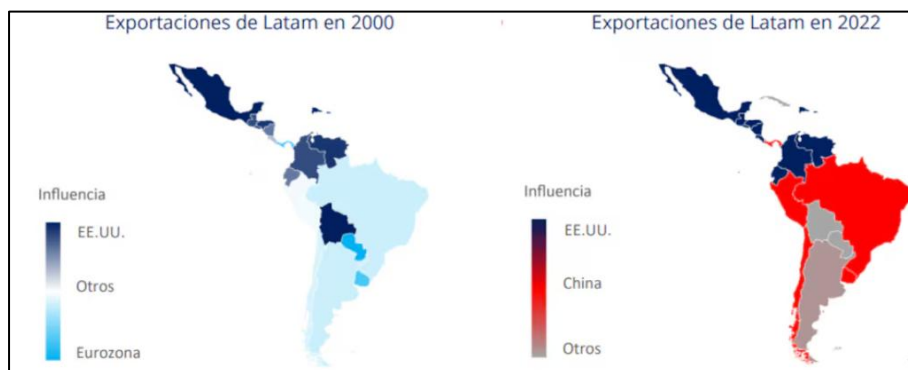 Exportaciones de Latam en 2000
Influencia
EE.UU.
Otros
Eurozona
Exportaciones de Latam en 2022
Influencia
EE.UU.
China
Otros